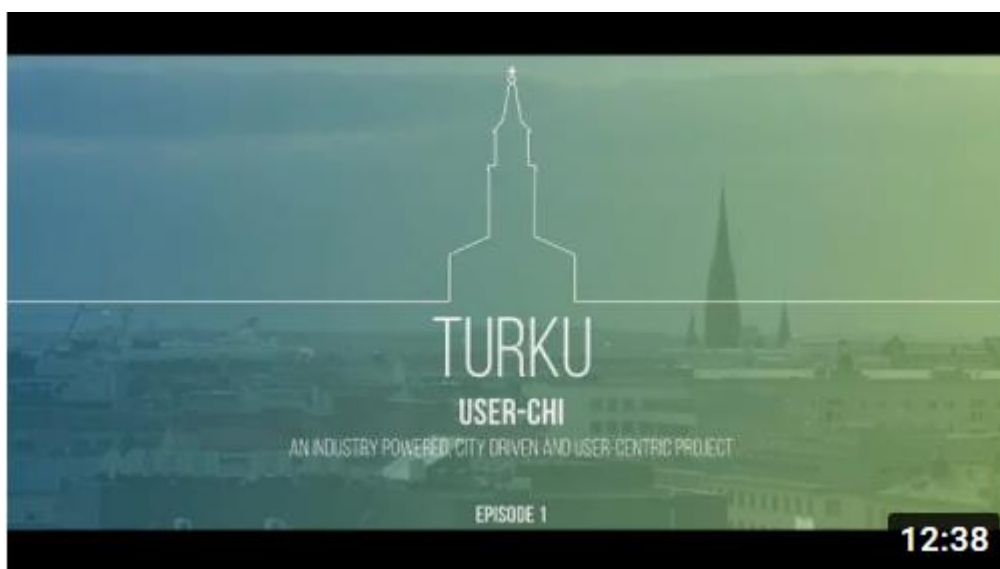 TURKU
USER-CHI
AN INDUSTRY POWERED, CITY DRIVEN AND USER-CENTRIC PROJECT
EPISODE 1
12:38